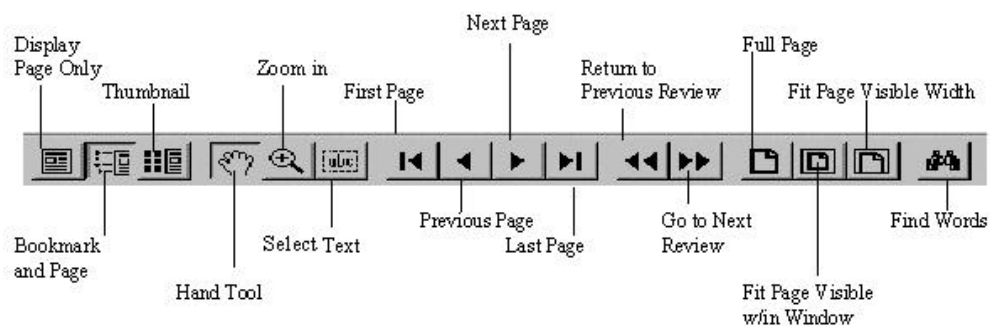 Next Page
Display
Page Only
Full Page
Zoom in
Return to
Previous Review
Thumbnail
First Page
Fit Page Visible Width
abc
Previous Page
Go to Next
Review
Find Words
Bookmark
and Page
Select Text
Last Page
Hand Tool
Fit Page Visible
w/in Window